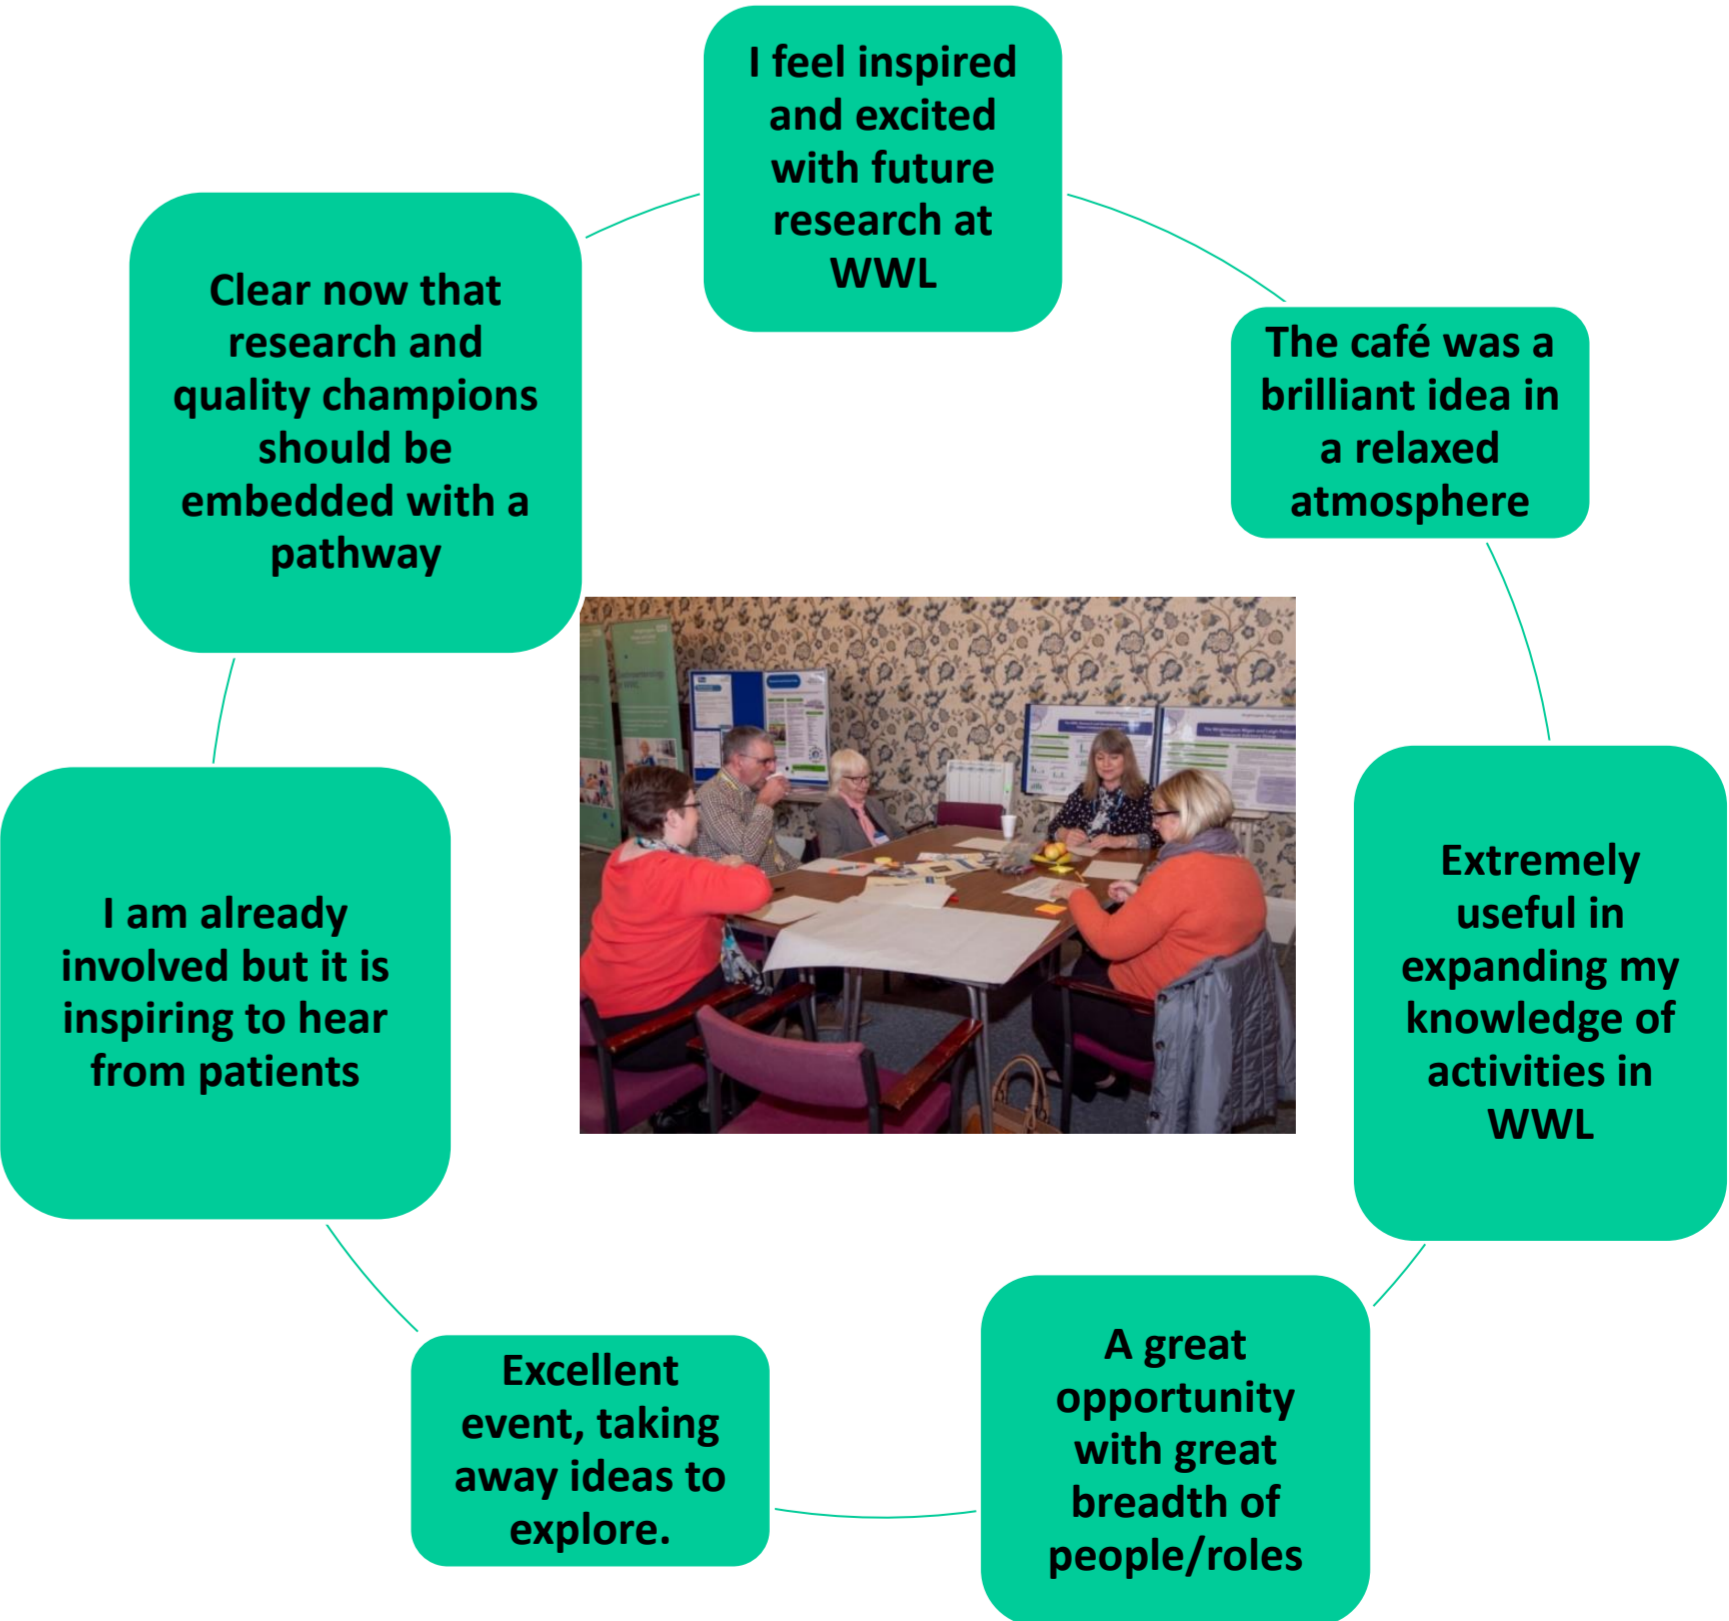 I feel inspired
and excited
with future
research at
WWL
The café was a
brilliant idea in
a relaxed
atmosphere
Extremely
useful in
expanding my
knowledge of
activities in
WWL
A great
opportunity
with great
breadth of
people/roles
Excellent
event, taking
away ideas to
explore.
I am already
involved but it is
inspiring to hear
from patients
Clear now that
research and
quality champions
should be
embedded with a
pathway